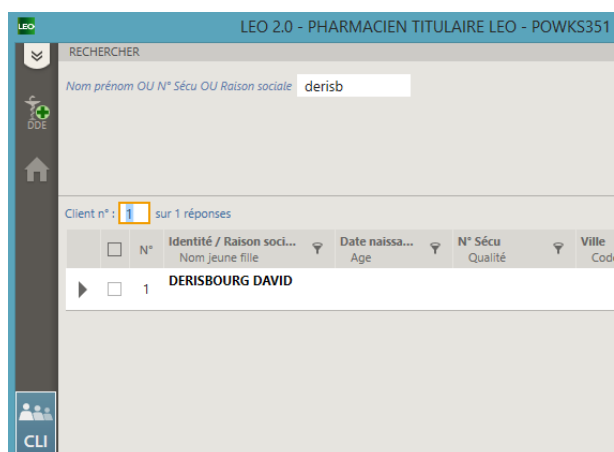 LEO
LEO 2.0 - PHARMACIEN TITULAIRE LEO - POWKS351
RECHERCHER
Nom prénom OU N° Sécu OU Raison sociale derisb
DDE
Client n° : 1 sur 1 réponses
N° Identité / Raison soci... Date naissa... N° Sécu Ville
Nom jeune fille Age Qualité Code
1 DERISBOURG DAVID
CLI